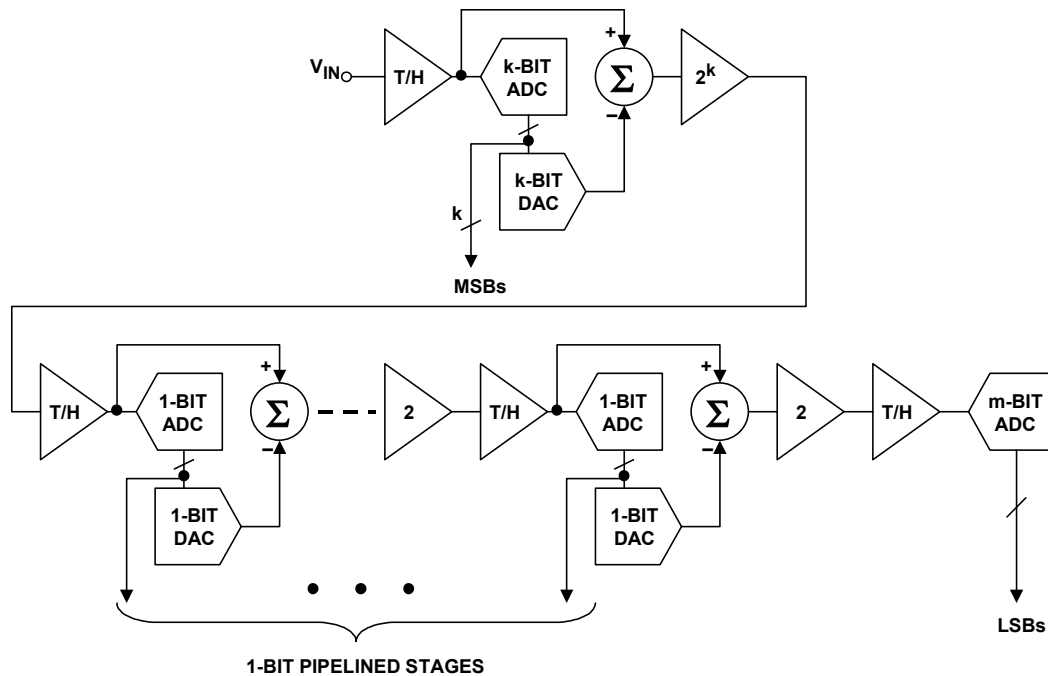 V_IN
T/H
k-BIT
ADC
+
Σ
2^k
–
k-BIT
DAC
k
MSBs
T/H
1-BIT
ADC
+
Σ
–
1-BIT
DAC
2
T/H
1-BIT
ADC
+
Σ
–
1-BIT
DAC
2
T/H
m-BIT
ADC
LSBs
1-BIT PIPELINED STAGES